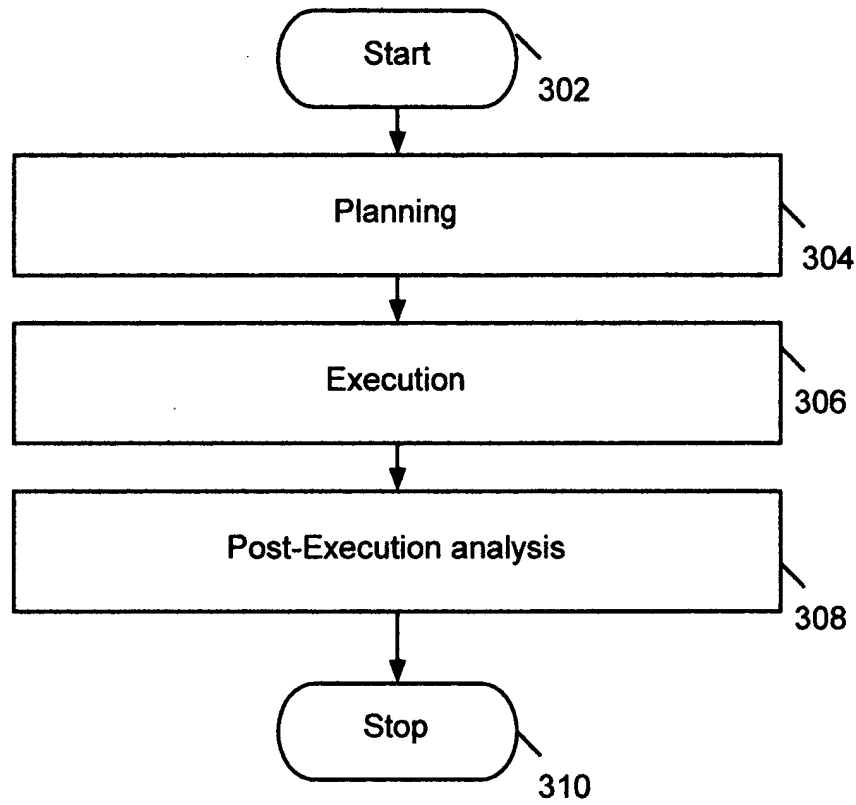 Start
302
Planning
304
Execution
306
Post-Execution analysis
308
Stop
310